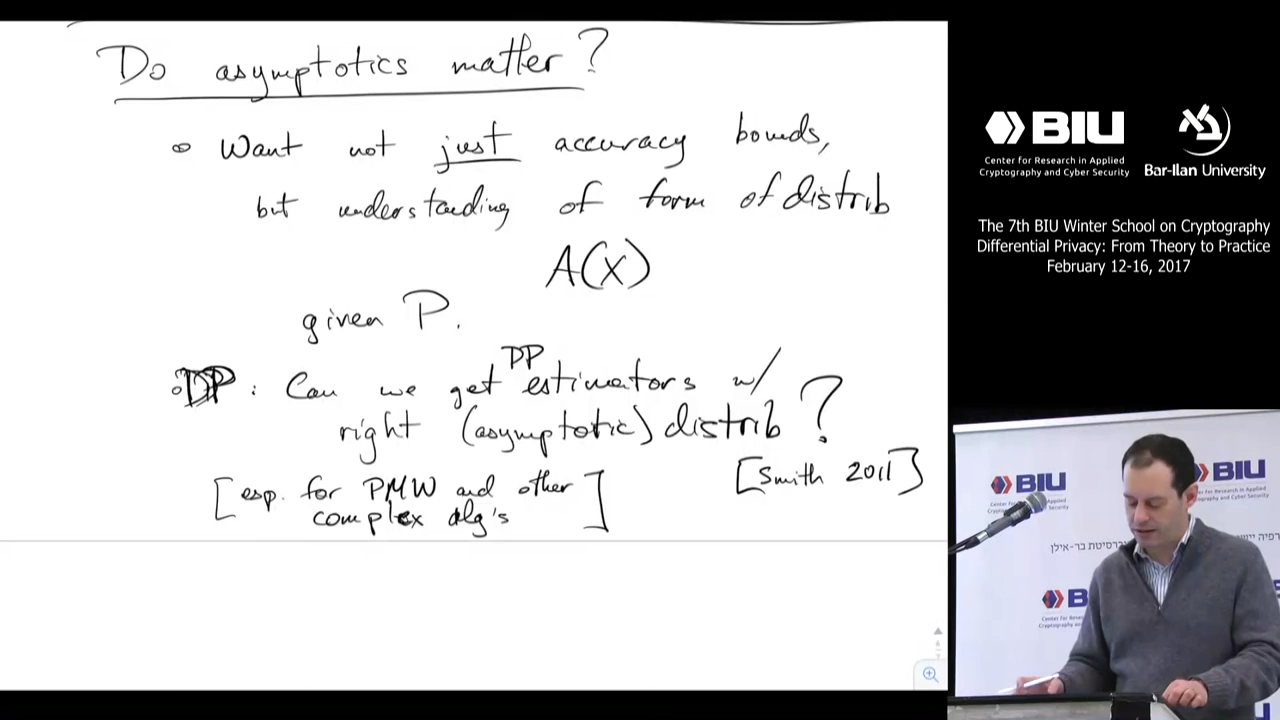 Do asymptotics matter?
Want not just accuracy bounds,
but understanding of form of distrib
A(X)
given P.
DP: Can we get DP estimators w/
right (asymptotic) distrib ?
[Smith 2011]
[esp. for PMW and other
complex alg's]
BIU
Center for Research in Applied
Cryptography and Cyber Security
Bar-Ilan University
The 7th BIU Winter School on Cryptography
Differential Privacy: From Theory to Practice
February 12-16, 2017
BIU
BIU